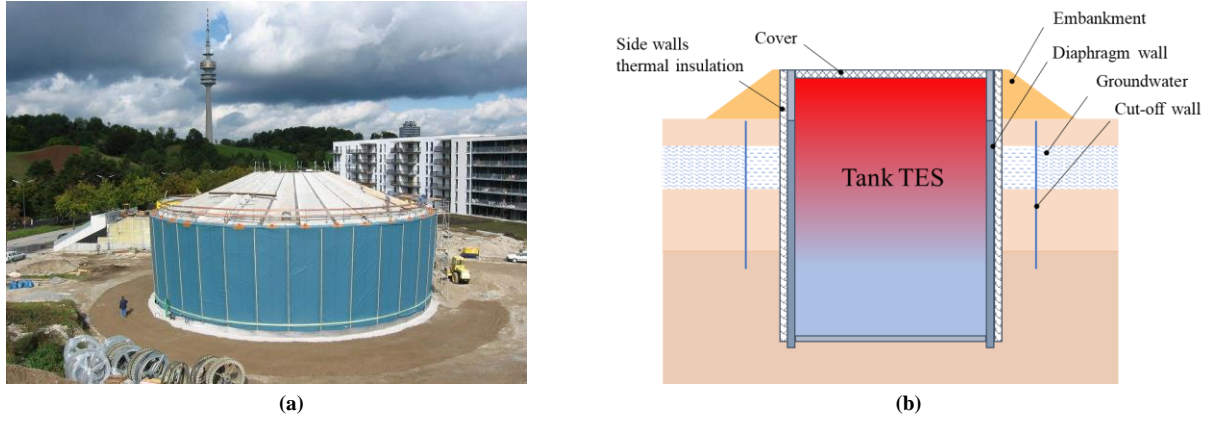 Embankment
Cover
Side walls
thermal insulation
Diaphragm wall
Groundwater
Cut-off wall
Tank TES
(a)
(b)